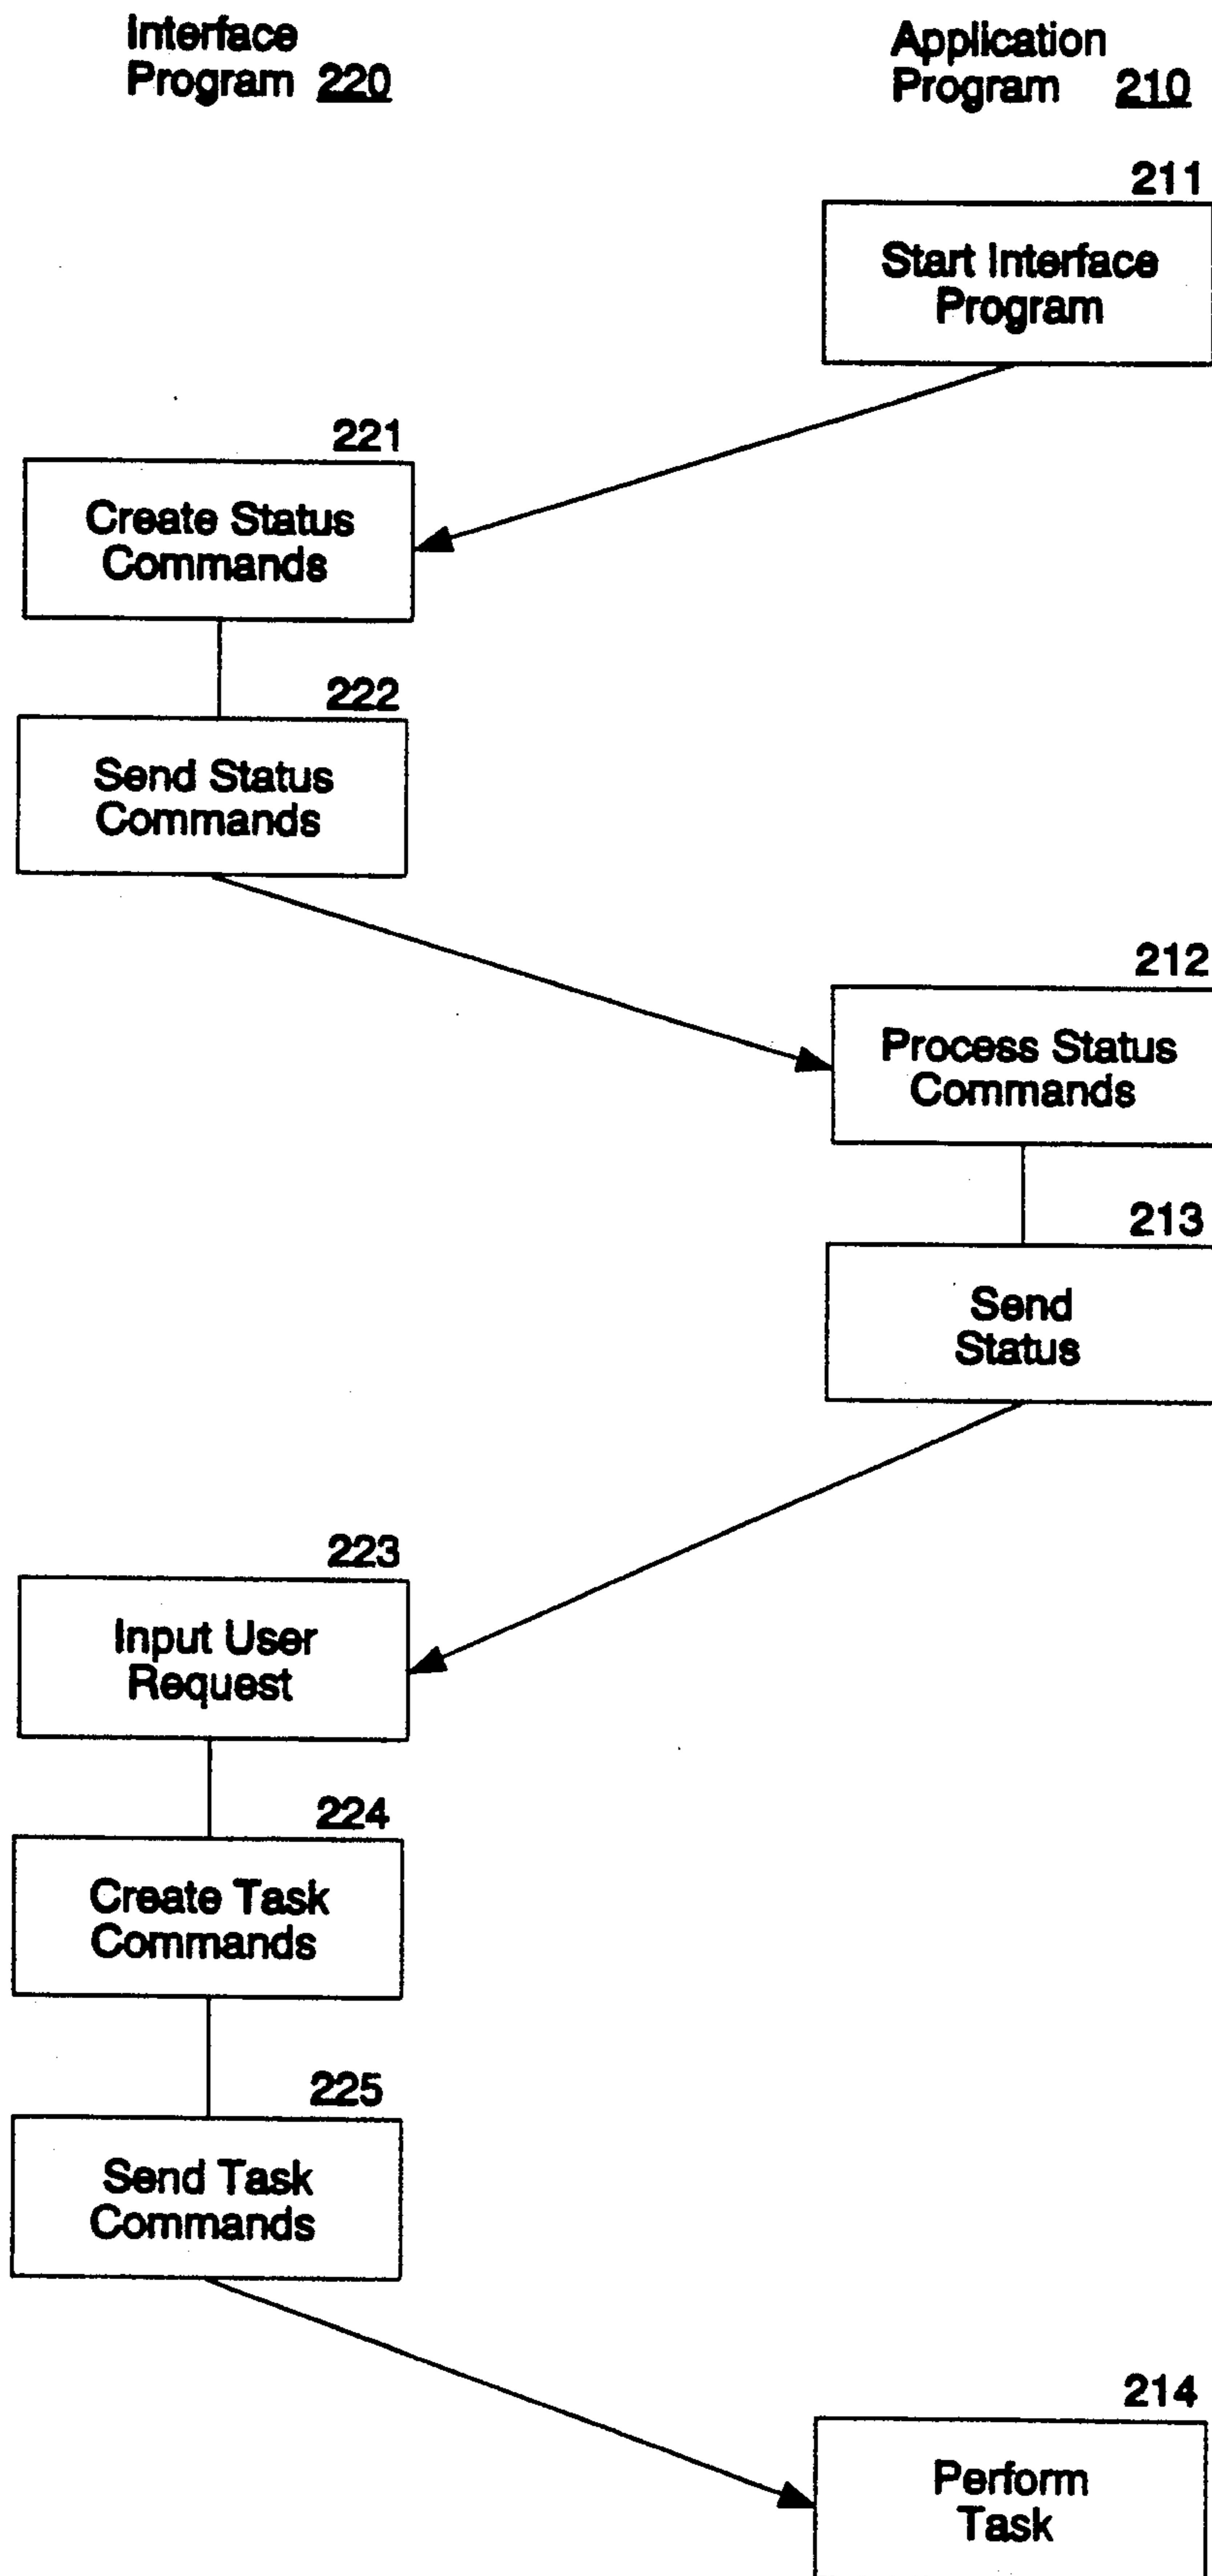 Interface
Program 220
Application
Program 210
211
Start Interface
Program
221
Create Status
Commands
222
Send Status
Commands
212
Process Status
Commands
213
Send
Status
223
Input User
Request
224
Create Task
Commands
225
Send Task
Commands
214
Perform
Task